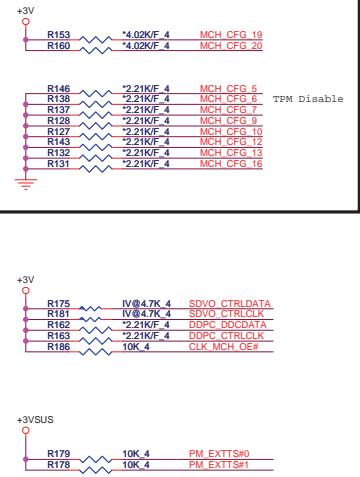 +3V
R153 *4.02K/F_4 MCH_CFG_19
R160 *4.02K/F_4 MCH_CFG_20
R146 *2.21K/F_4 MCH_CFG_5
R138 *2.21K/F_4 MCH_CFG_6 TPM Disable
R137 *2.21K/F_4 MCH_CFG_7
R128 *2.21K/F_4 MCH_CFG_9
R127 *2.21K/F_4 MCH_CFG_10
R143 *2.21K/F_4 MCH_CFG_12
R132 *2.21K/F_4 MCH_CFG_13
R131 *2.21K/F_4 MCH_CFG_16
+3V
R175 IV@4.7K_4 SDVO_CTRLDATA
R181 IV@4.7K_4 SDVO_CTRLCLK
R162 *2.21K/F_4 DDPC_DDCDATA
R163 *2.21K/F_4 DDPC_CTRLCLK
R186 10K_4 CLK_MCH_OE#
+3VSUS
R179 10K_4 PM_EXTTS#0
R178 10K_4 PM_EXTTS#1